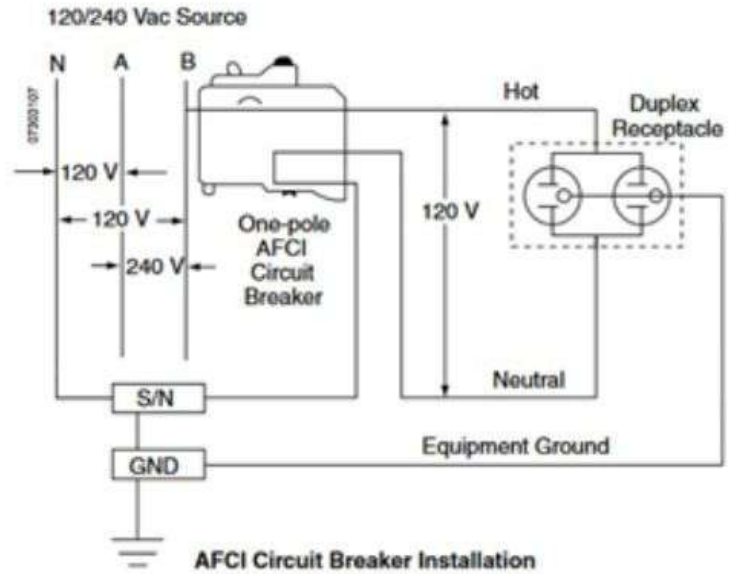 120/240 Vac Source
N A B
07303107
Hot
Duplex
Receptacle
120 V
120 V
240 V
One-pole
AFCI
Circuit
Breaker
120 V
S/N
Neutral
GND
Equipment Ground
AFCI Circuit Breaker Installation